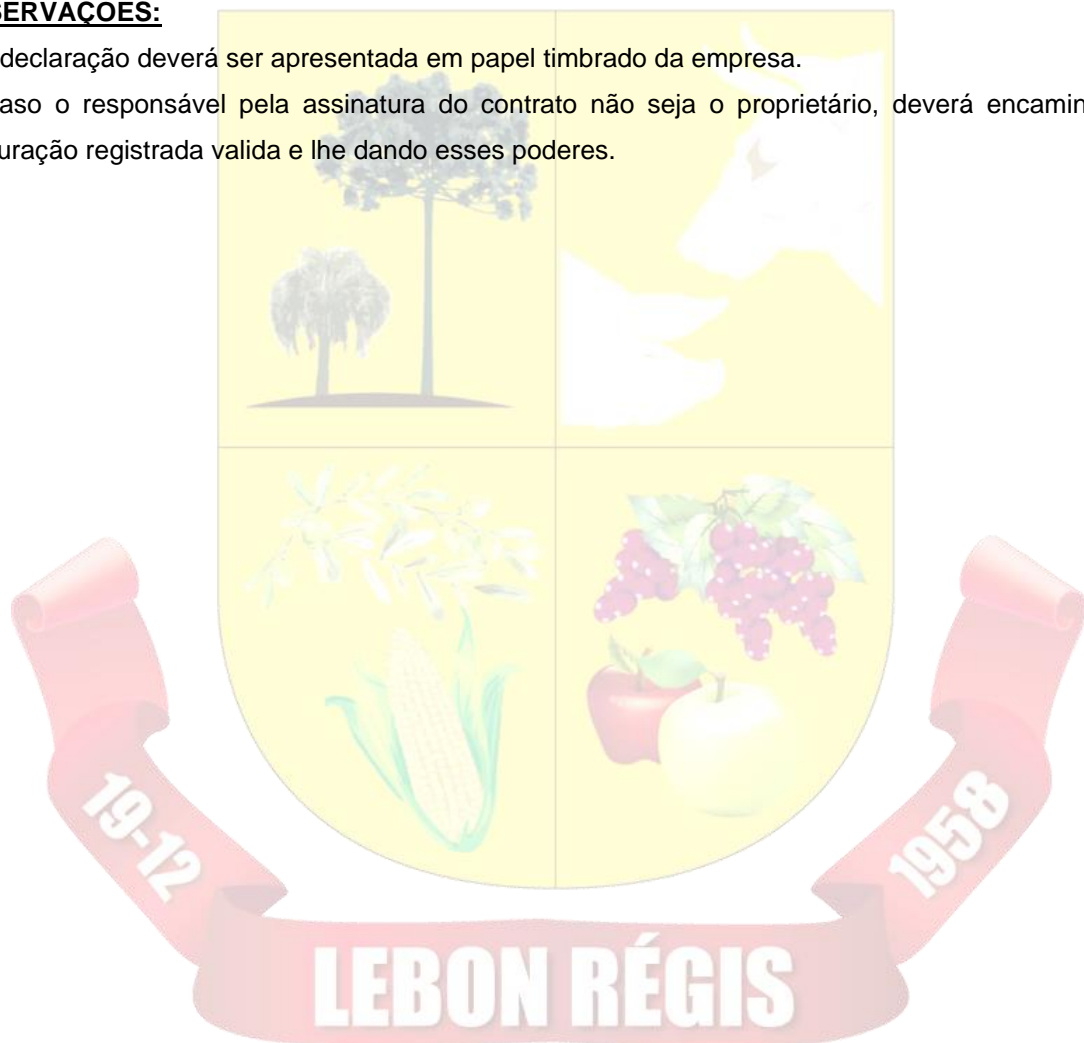 SERVAÇÕES:
declaração deverá ser apresentada em papel timbrado da empresa.
aso o responsável pela assinatura do contrato não seja o proprietário, deverá encamin
uração registrada valida e lhe dando esses poderes.
19-12
1958
LEBON RÉGIS